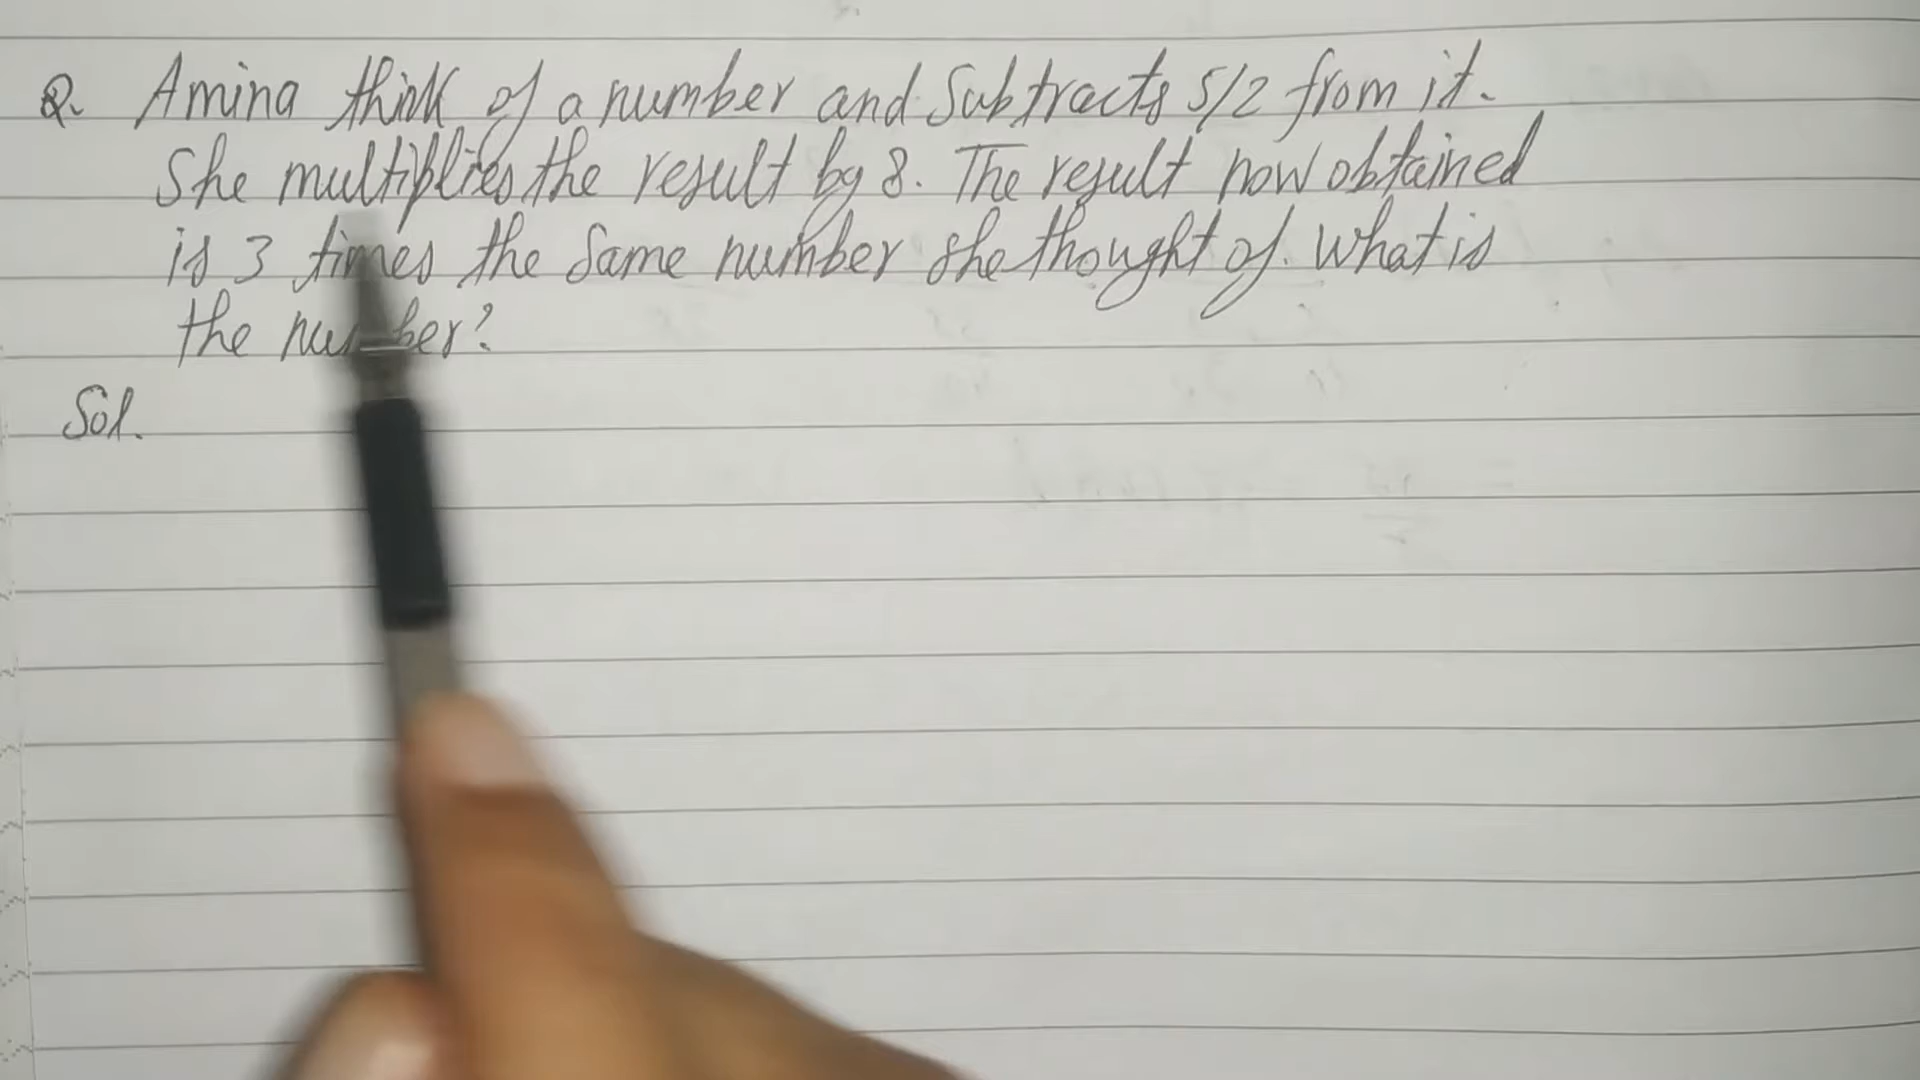 Q. Amina think of a number and Subtracts 5/2 from it.
She multiplies the result by 8. The result now obtained
is 3 times the same number she thought of. What is
the number?
Sol.